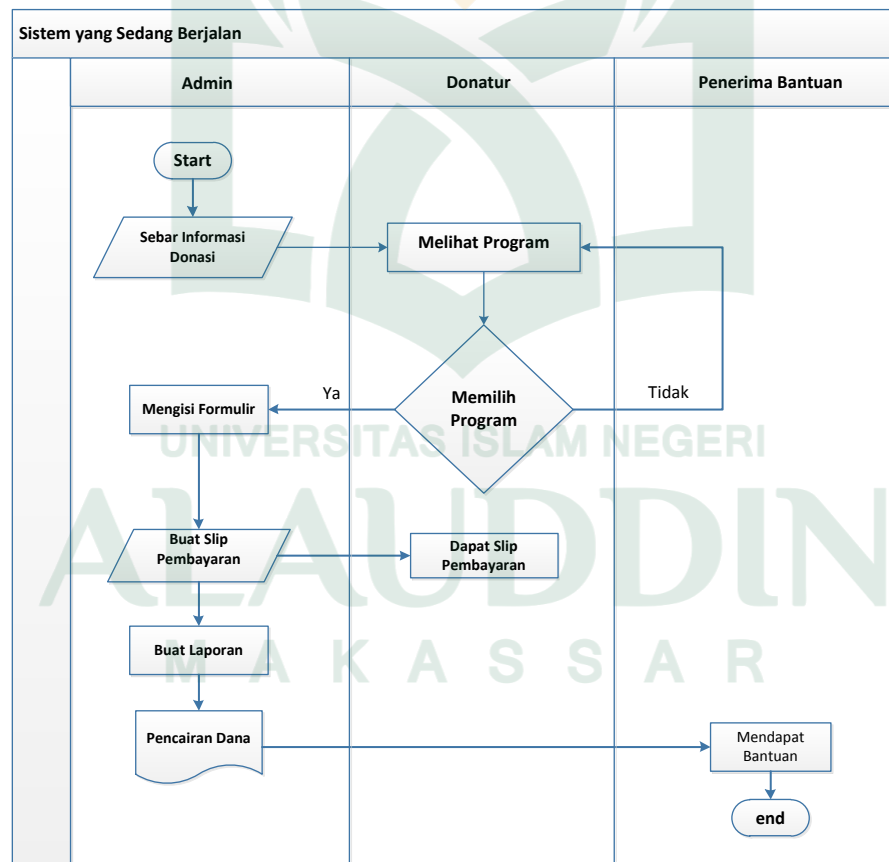 Sistem yang Sedang Berjalan
Admin
Donatur
Penerima Bantuan
Start
Sebar Informasi
Donasi
Melihat Program
Memilih
Program
Ya
Tidak
Mengisi Formulir
UNIVERSITAS ISLAM NEGERI
ALAUDDIN
Buat Slip
Pembayaran
Dapat Slip
Pembayaran
Buat Laporan
MAKASSAR
Pencairan Dana
Mendapat
Bantuan
end